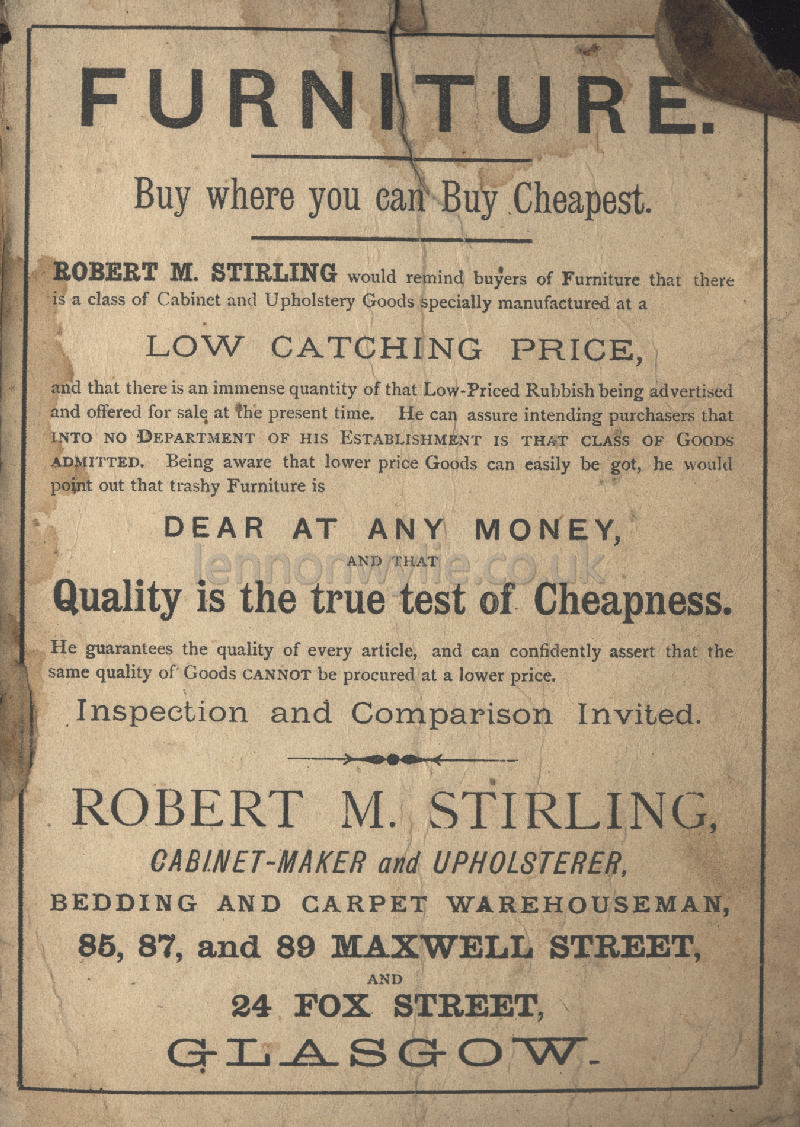 FURNITURE.
Buy where you can Buy Cheapest.
ROBERT M. STIRLING would remind buyers of Furniture that there
is a class of Cabinet and Upholstery Goods specially manufactured at a
LOW CATCHING PRICE,
and that there is an immense quantity of that Low-Priced Rubbish being advertised
and offered for sale at the present time. He can assure intending purchasers that
INTO NO DEPARTMENT OF HIS ESTABLISHMENT IS THAT CLASS OF GOODS
ADMITTED. Being aware that lower price Goods can easily be got, he would
point out that trashy Furniture is
DEAR AT ANY MONEY,
AND THAT
lennonwylie.co.uk
Quality is the true test of Cheapness.
He guarantees the quality of every article, and can confidently assert that the
same quality of Goods CANNOT be procured at a lower price.
Inspection and Comparison Invited.
ROBERT M. STIRLING,
CABINET-MAKER and UPHOLSTERER,
BEDDING AND CARPET WAREHOUSEMAN,
85, 87, and 89 MAXWELL STREET,
AND
24 FOX STREET,
GLASGOW.